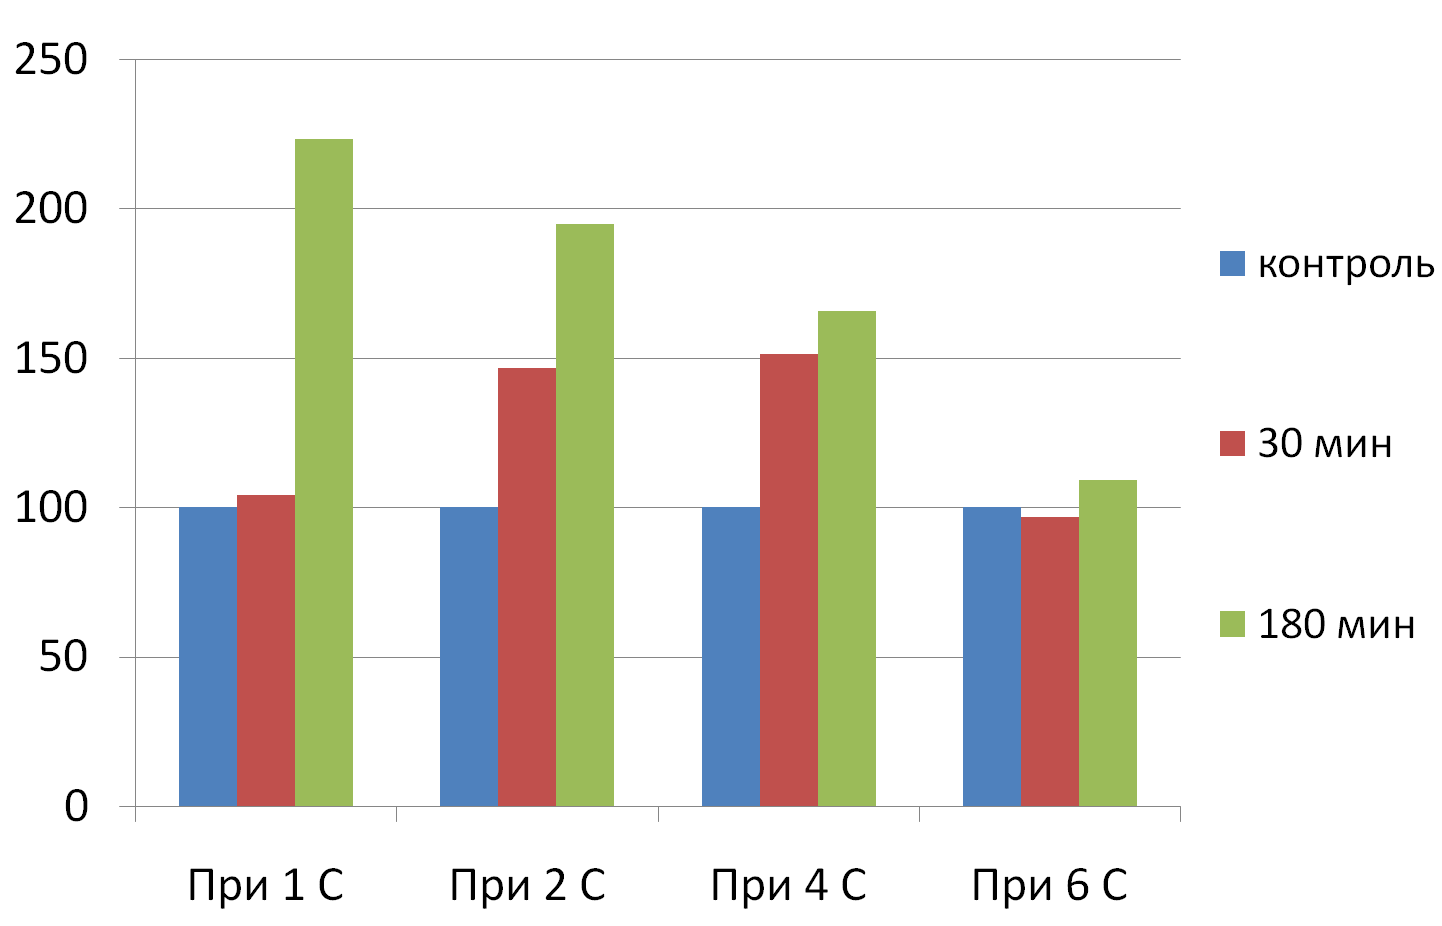 250
200
150
100
50
0
При 1 С
При 2 С
При 4 С
При 6 С
контроль
30 мин
180 мин